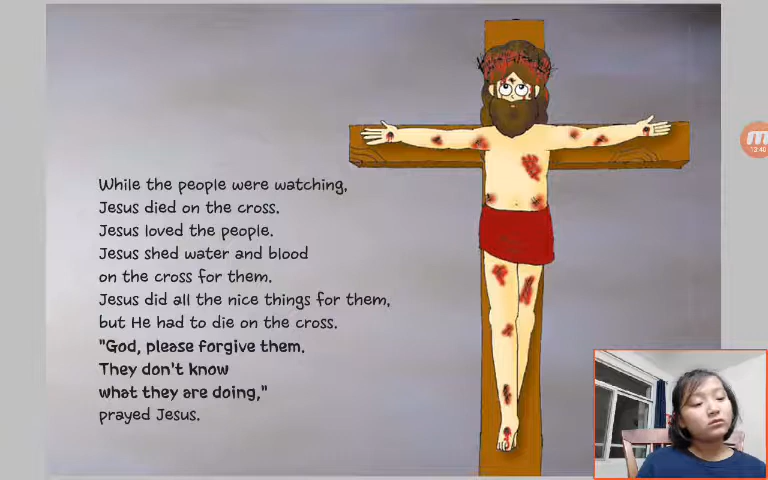 While the people were watching,
Jesus died on the cross.
Jesus loved the people.
Jesus shed water and blood
on the cross for them.
Jesus did all the nice things for them,
but He had to die on the cross.
"God, please forgive them.
They don't know
what they are doing,"
prayed Jesus.
13:40